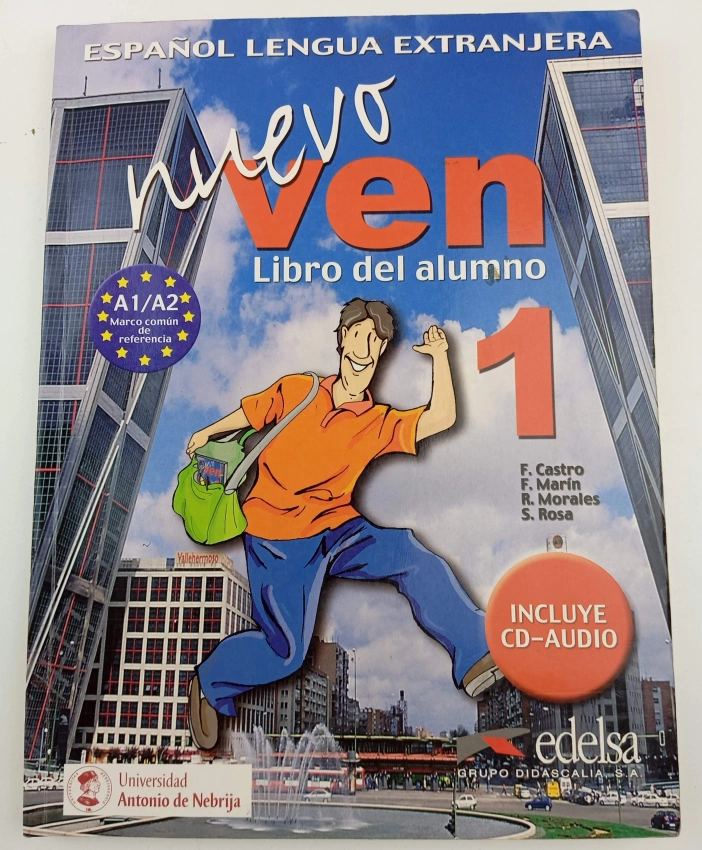 ESPAÑOL LENGUA EXTRANJERA
nuevo
ven
Libro del alumno
1
A1/A2
Marco común
de
referencia
F. Castro
F. Marín
R. Morales
S. Rosa
Vallehermoso
INCLUYE
CD-AUDIO
edelsa
GRUPO DIDASCALIA, S.A.
Universidad
Antonio de Nebrija